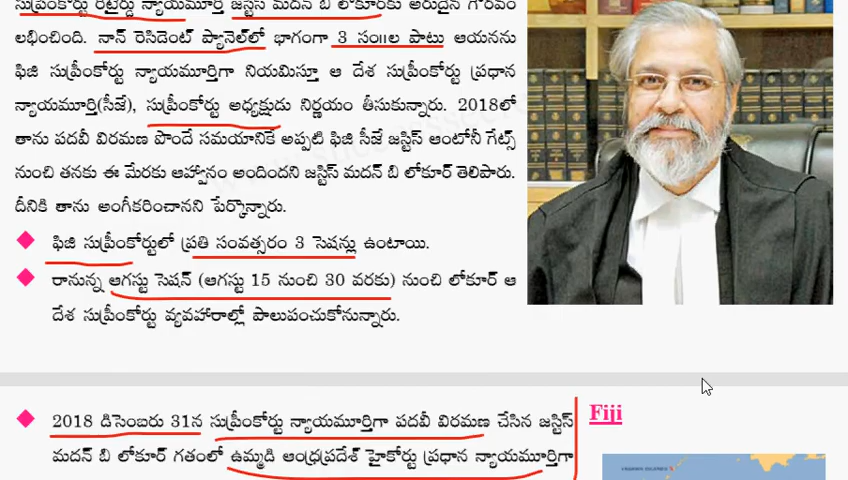 సుప్రీంకోర్టు రిటైర్డు న్యాయమూర్తి జస్టిస్ మదన్ బి లోకూర్‌కు అరుదైన గౌరవం
లభించింది. నాన్ రెసిడెంట్ ప్యానెల్‌లో భాగంగా 3 సం॥ల పాటు ఆయనను
ఫిజి సుప్రీంకోర్టు న్యాయమూర్తిగా నియమిస్తూ ఆ దేశ సుప్రీంకోర్టు ప్రధాన
న్యాయమూర్తి(సీజే), సుప్రీంకోర్టు అధ్యక్షుడు నిర్ణయం తీసుకున్నారు. 2018లో
తాను పదవీ విరమణ పొందే సమయానికే అప్పటి ఫిజి సీజే జస్టిస్ ఆంటోనీ గేట్స్
నుంచి తనకు ఈ మేరకు ఆహ్వానం అందిందని జస్టిస్ మదన్ బి లోకూర్ తెలిపారు.
దీనికి తాను అంగీకరించానని పేర్కొన్నారు.
ఫిజి సుప్రీంకోర్టులో ప్రతి సంవత్సరం 3 సెషన్లు ఉంటాయి.
రానున్న ఆగస్టు సెషన్ (ఆగస్టు 15 నుంచి 30 వరకు) నుంచి లోకూర్ ఆ
దేశ సుప్రీంకోర్టు వ్యవహారాల్లో పాలుపంచుకోనున్నారు.
2018 డిసెంబరు 31న సుప్రీంకోర్టు న్యాయమూర్తిగా పదవీ విరమణ చేసిన జస్టిస్
మదన్ బి లోకూర్ గతంలో ఉమ్మడి ఆంధ్రప్రదేశ్ హైకోర్టు ప్రధాన న్యాయమూర్తిగా
Fiji